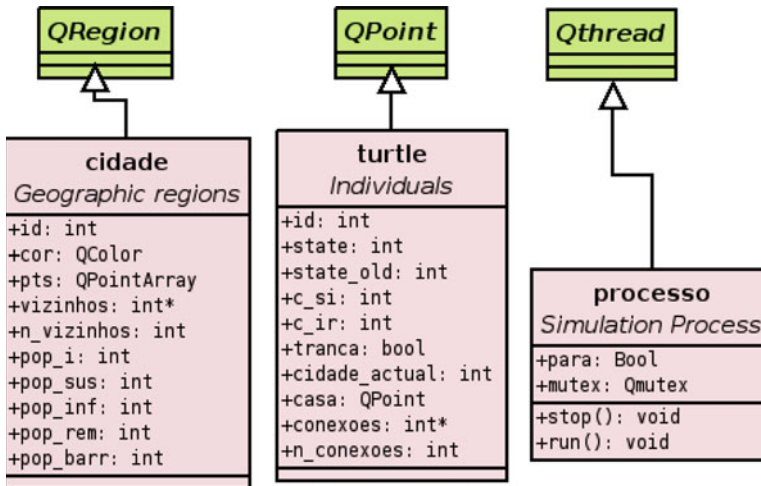 QRegion
QPoint
Qthread
cidade
Geographic regions
+id: int
+cor: QColor
+pts: QPointArray
+vizinhos: int*
+n_vizinhos: int
+pop_i: int
+pop_sus: int
+pop_inf: int
+pop_rem: int
+pop_barr: int
turtle
Individuals
+id: int
+state: int
+state_old: int
+c_si: int
+c_ir: int
+tranca: bool
+cidade_actual: int
+casa: QPoint
+conexoes: int*
+n_conexoes: int
processo
Simulation Process
+para: Bool
+mutex: Qmutex
+stop(): void
+run(): void